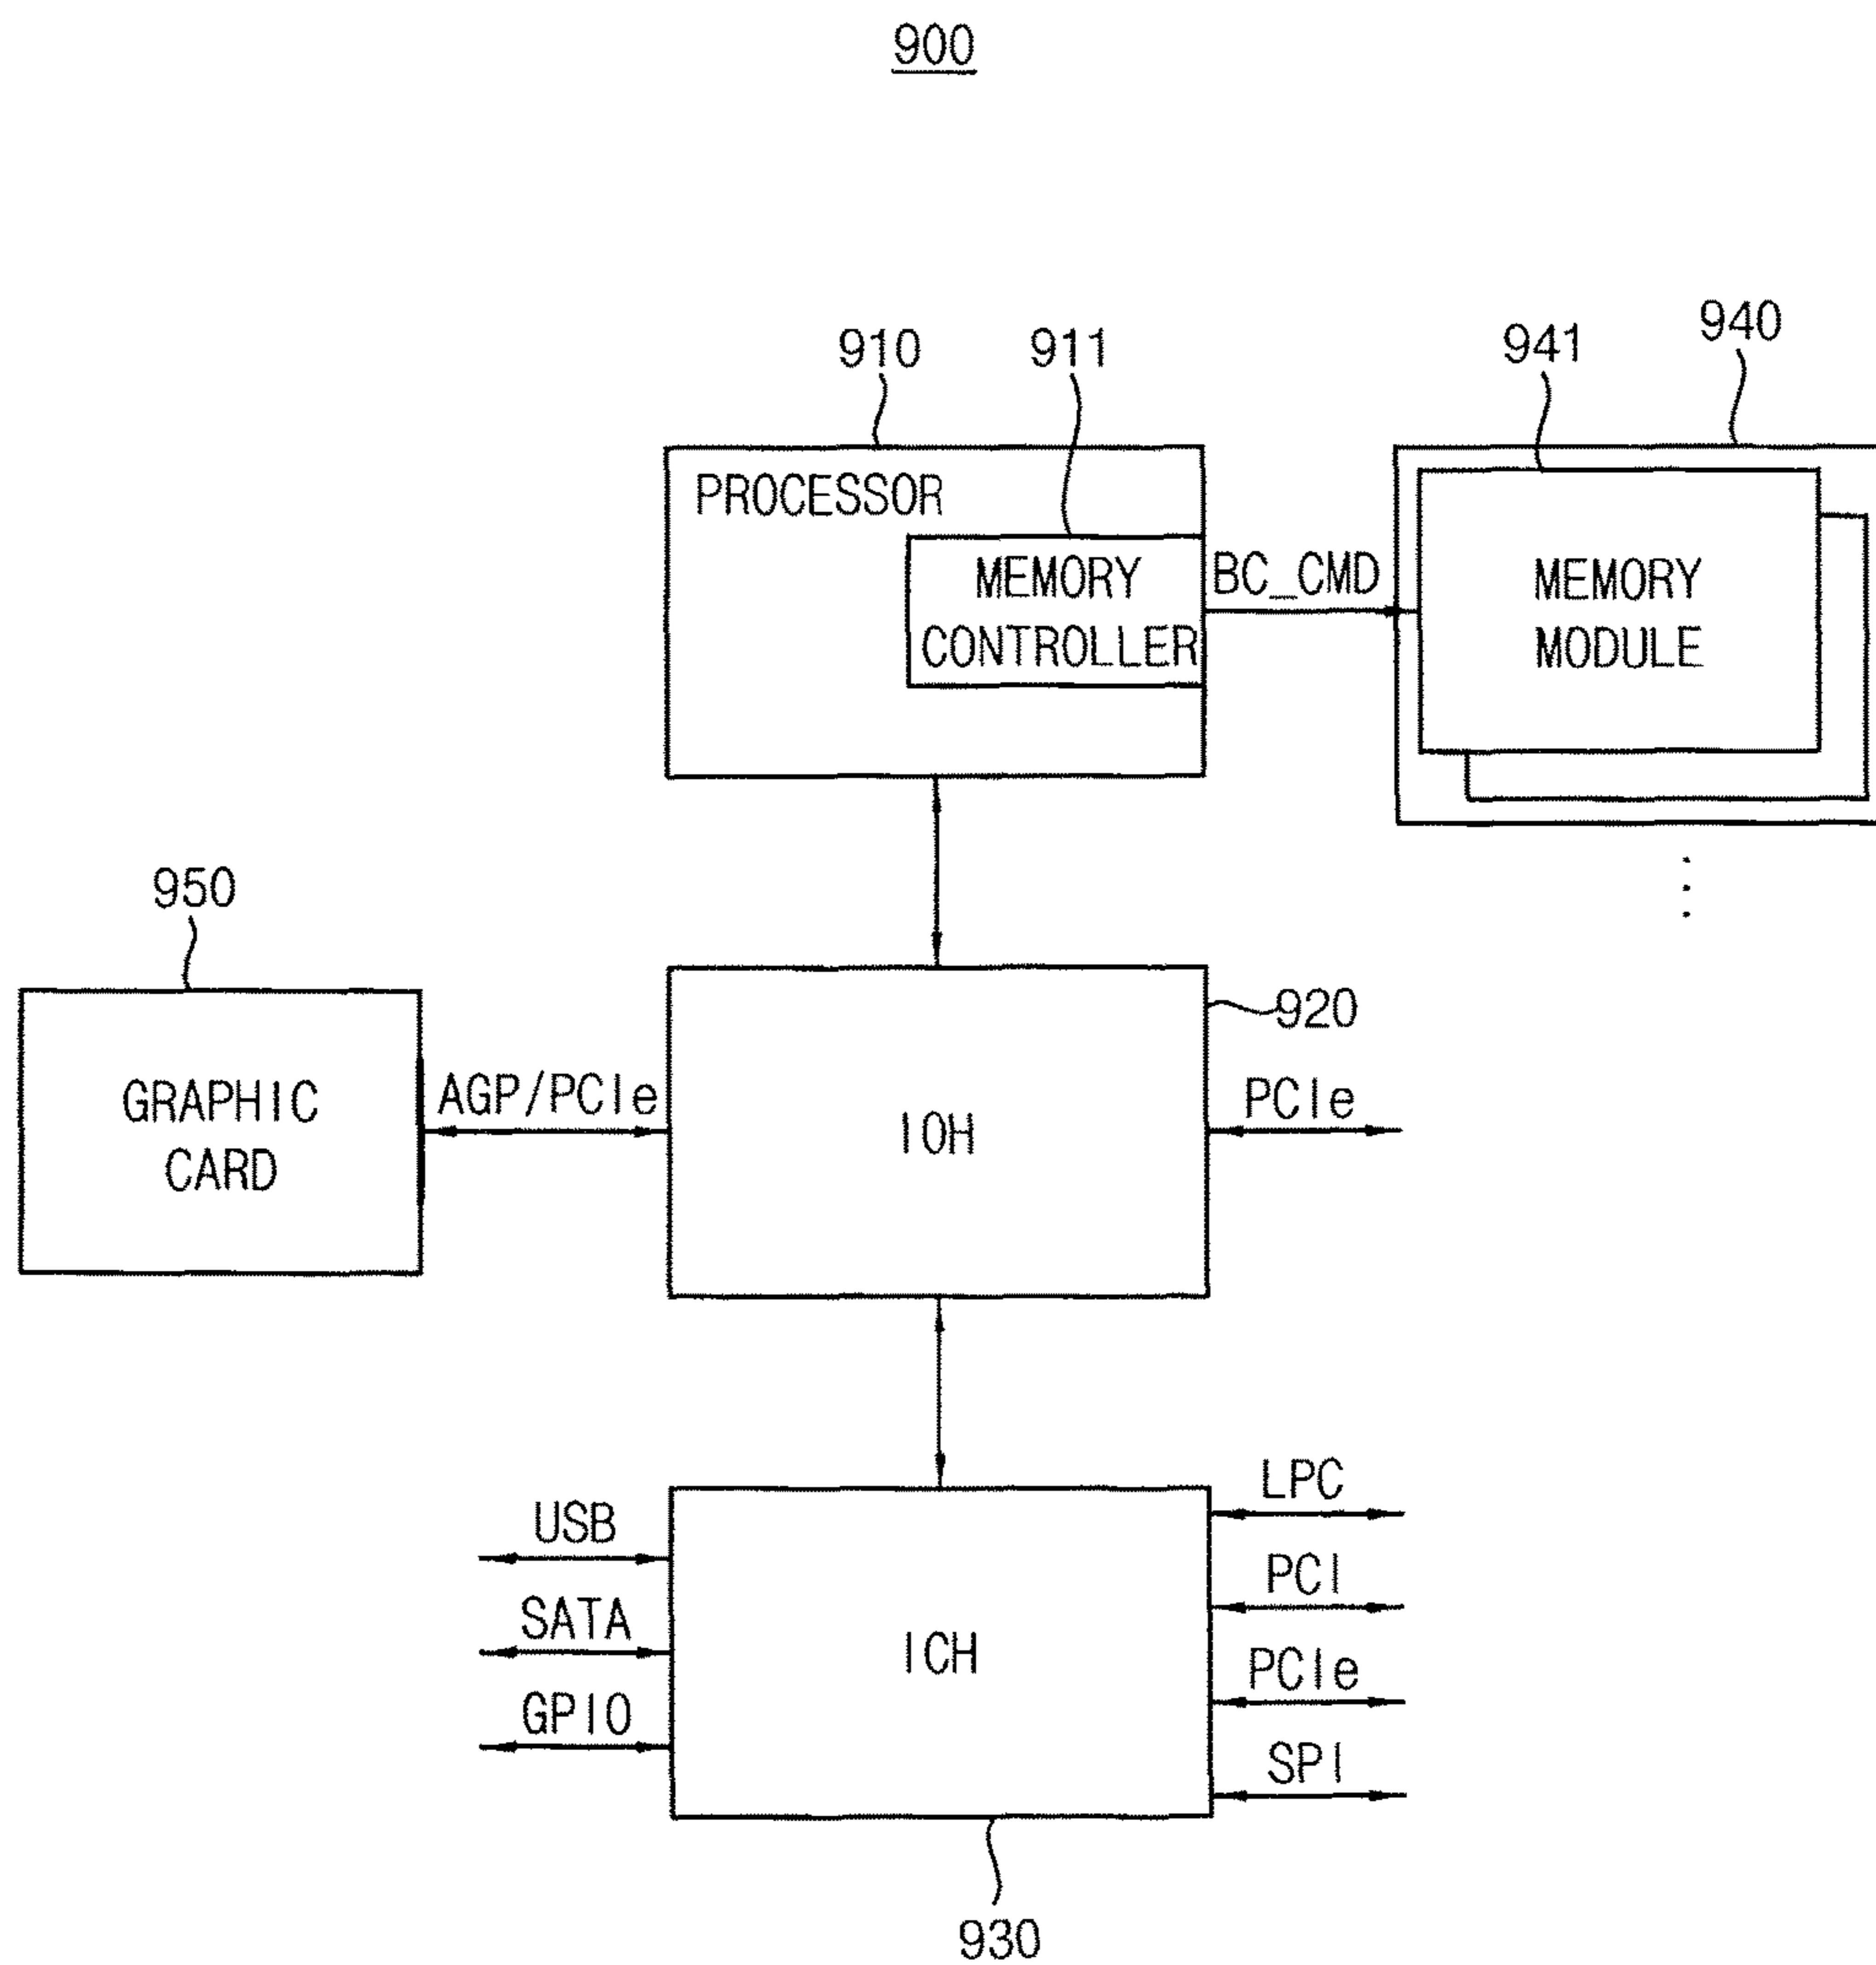 900
910
911
941
940
PROCESSOR
MEMORY
CONTROLLER
BC_CMD
MEMORY
MODULE
950
920
GRAPHIC
CARD
AGP/PCIe
IOH
PCIe
USB
SATA
GPIO
ICH
LPC
PCI
PCIe
SPI
930